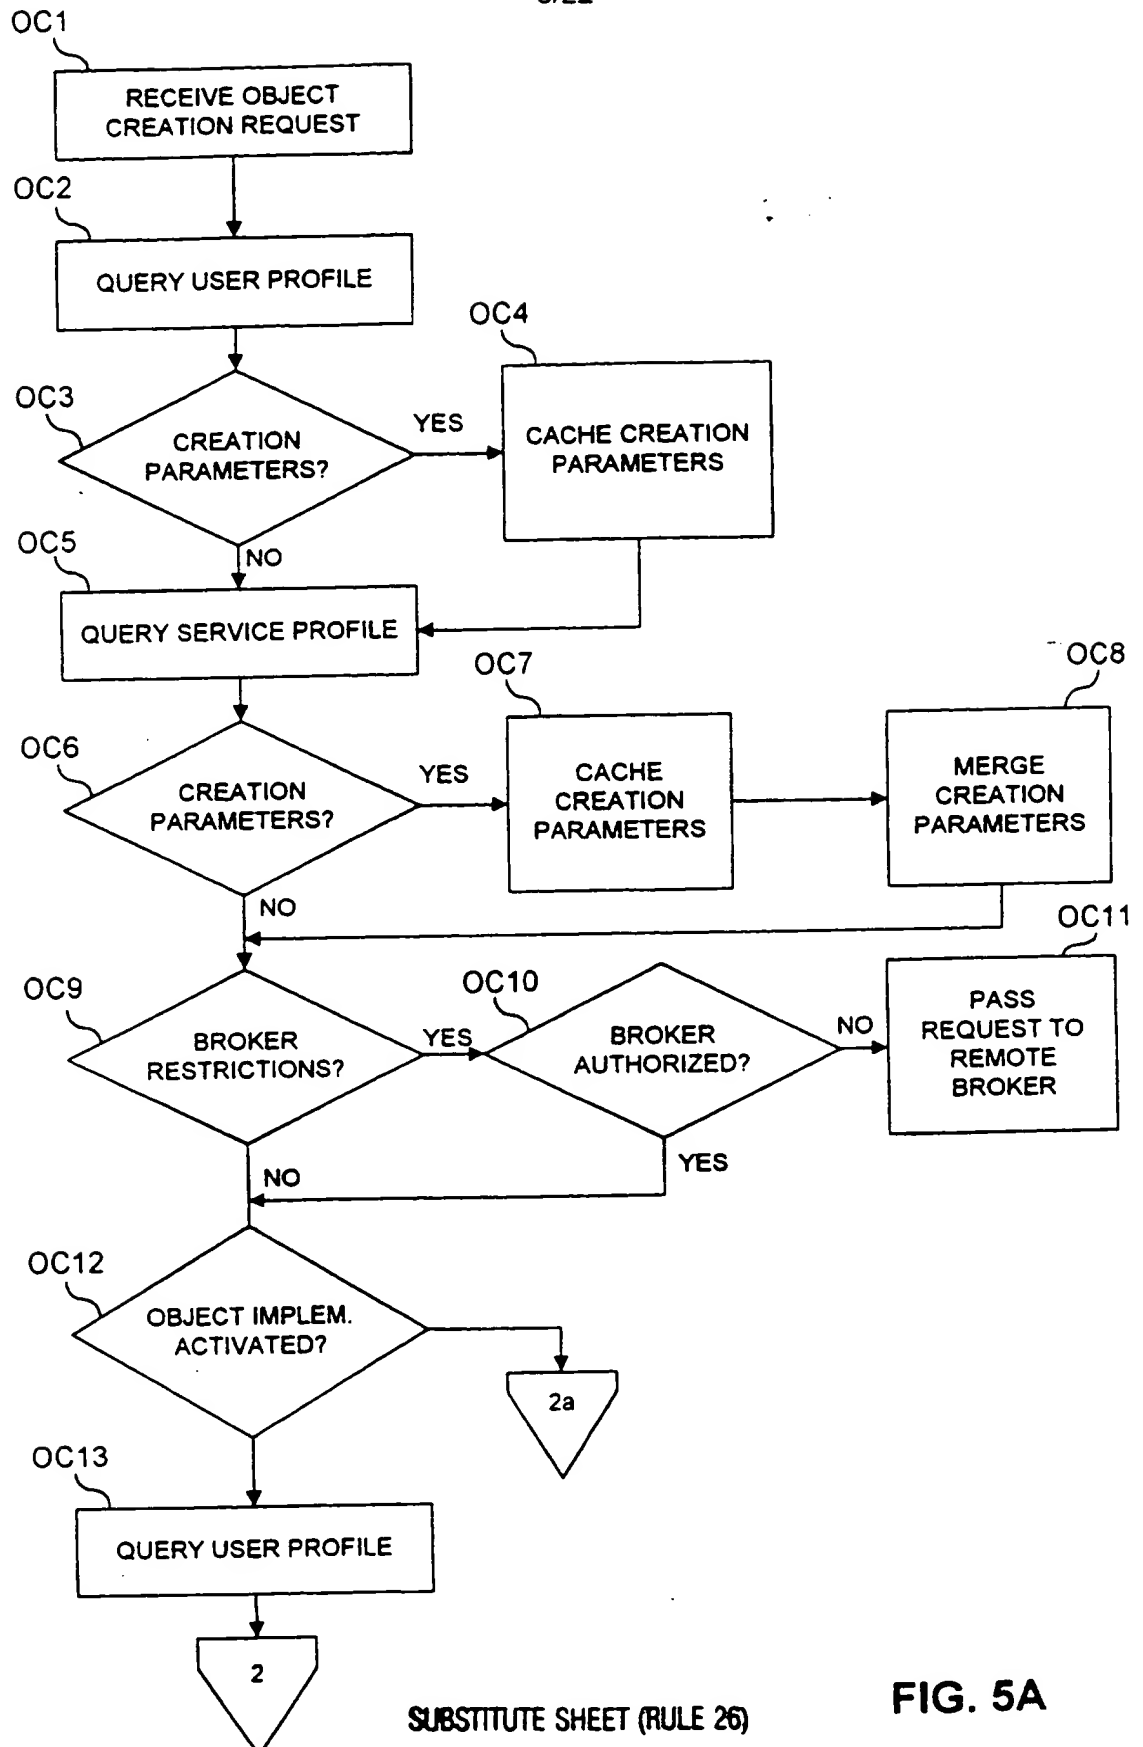 OC1
RECEIVE OBJECT
CREATION REQUEST
OC2
QUERY USER PROFILE
OC3
CREATION
PARAMETERS?
YES
OC4
CACHE CREATION
PARAMETERS
NO
OC5
QUERY SERVICE PROFILE
OC6
CREATION
PARAMETERS?
YES
OC7
CACHE
CREATION
PARAMETERS
OC8
MERGE
CREATION
PARAMETERS
NO
OC9
BROKER
RESTRICTIONS?
YES
OC10
BROKER
AUTHORIZED?
NO
OC11
PASS
REQUEST TO
REMOTE
BROKER
NO
YES
OC12
OBJECT IMPLEM.
ACTIVATED?
2a
OC13
QUERY USER PROFILE
2
SUBSTITUTE SHEET (RULE 26)
FIG. 5A